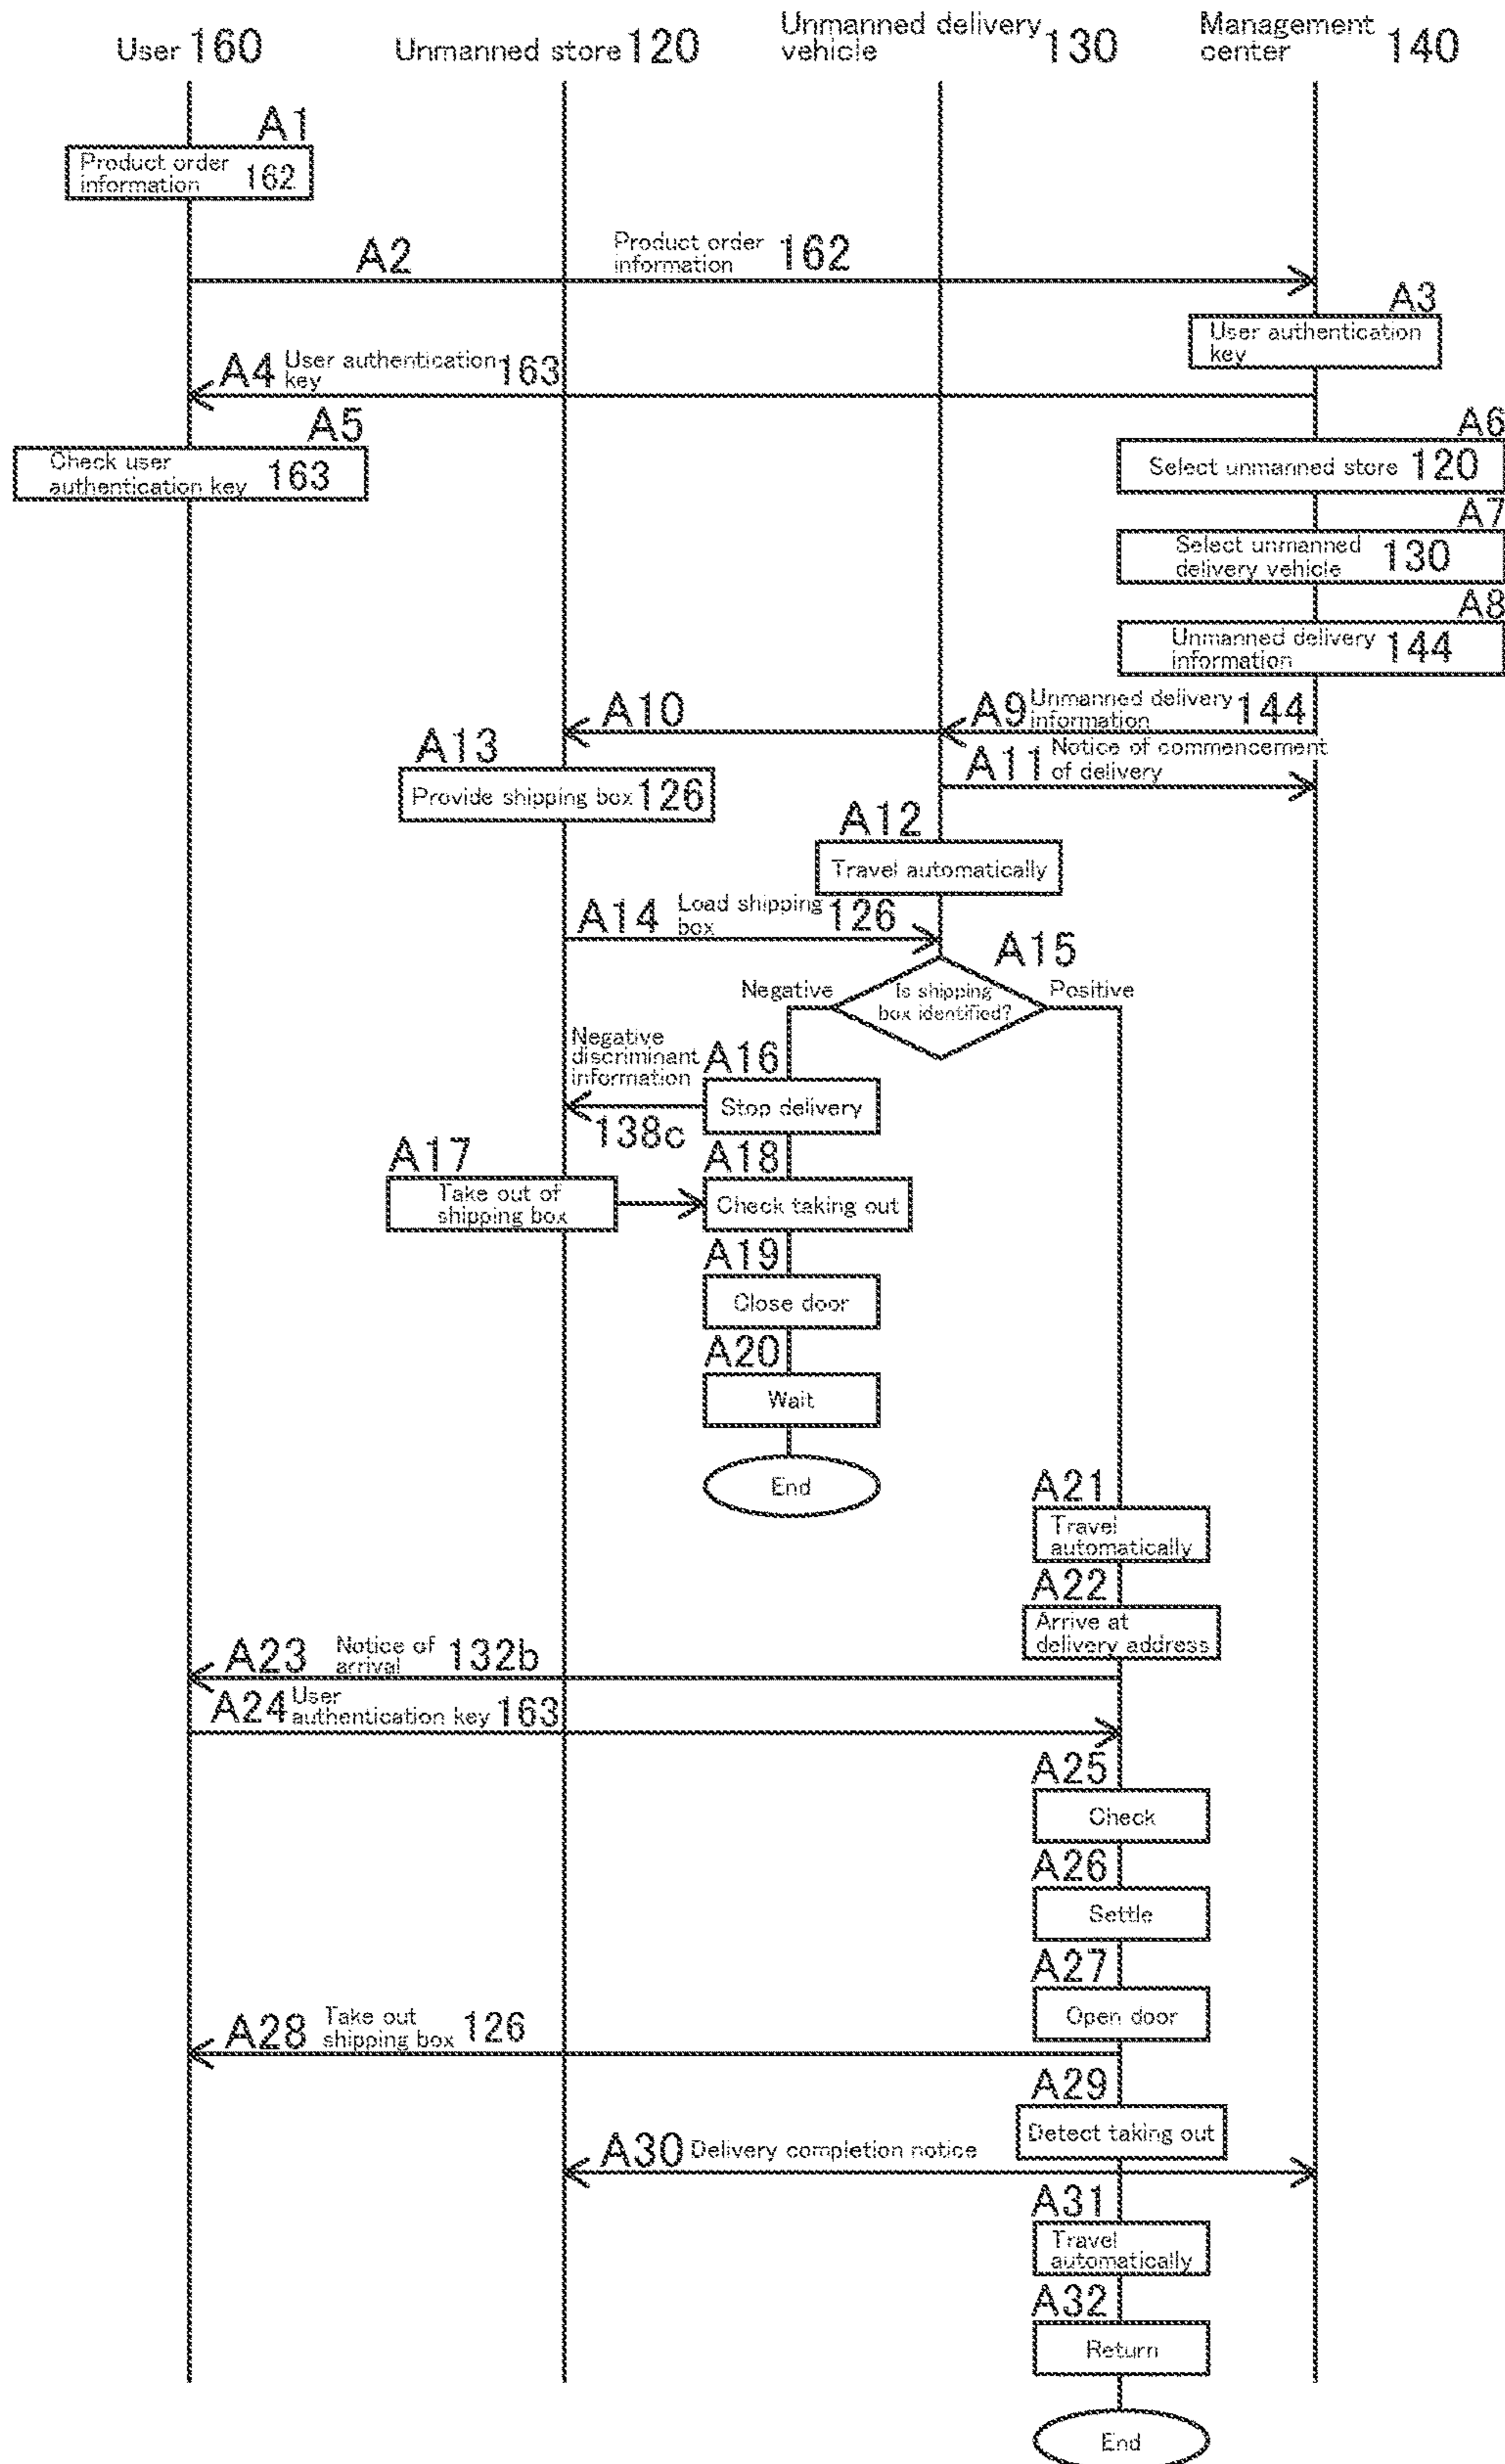 User 160
Unmanned store 120
Unmanned delivery
vehicle 130
Management
center 140
A1
Product order
information 162
A2
Product order
information 162
A3
User authentication
key
A4 User authentication
key 163
A5
Check user
authentication key 163
A6
Select unmanned store 120
A7
Select unmanned
delivery vehicle 130
A8
Unmanned delivery
information 144
A9 Unmanned delivery
information 144
A10
A11 Notice of commencement
of delivery
A13
Provide shipping box 126
A12
Travel automatically
A14 Load shipping
box 126
A15
Negative
Is shipping
box identified?
Positive
Negative
discriminant
information
138c
A16
Stop delivery
A17
Take out of
shipping box
A18
Check taking out
A19
Close door
A20
Wait
End
A21
Travel
automatically
A22
Arrive at
delivery address
A23 Notice of
arrival 132b
A24 User
authentication key 163
A25
Check
A26
Settle
A27
Open door
A28 Take out
shipping box 126
A29
Detect taking out
A30 Delivery completion notice
A31
Travel
automatically
A32
Return
End